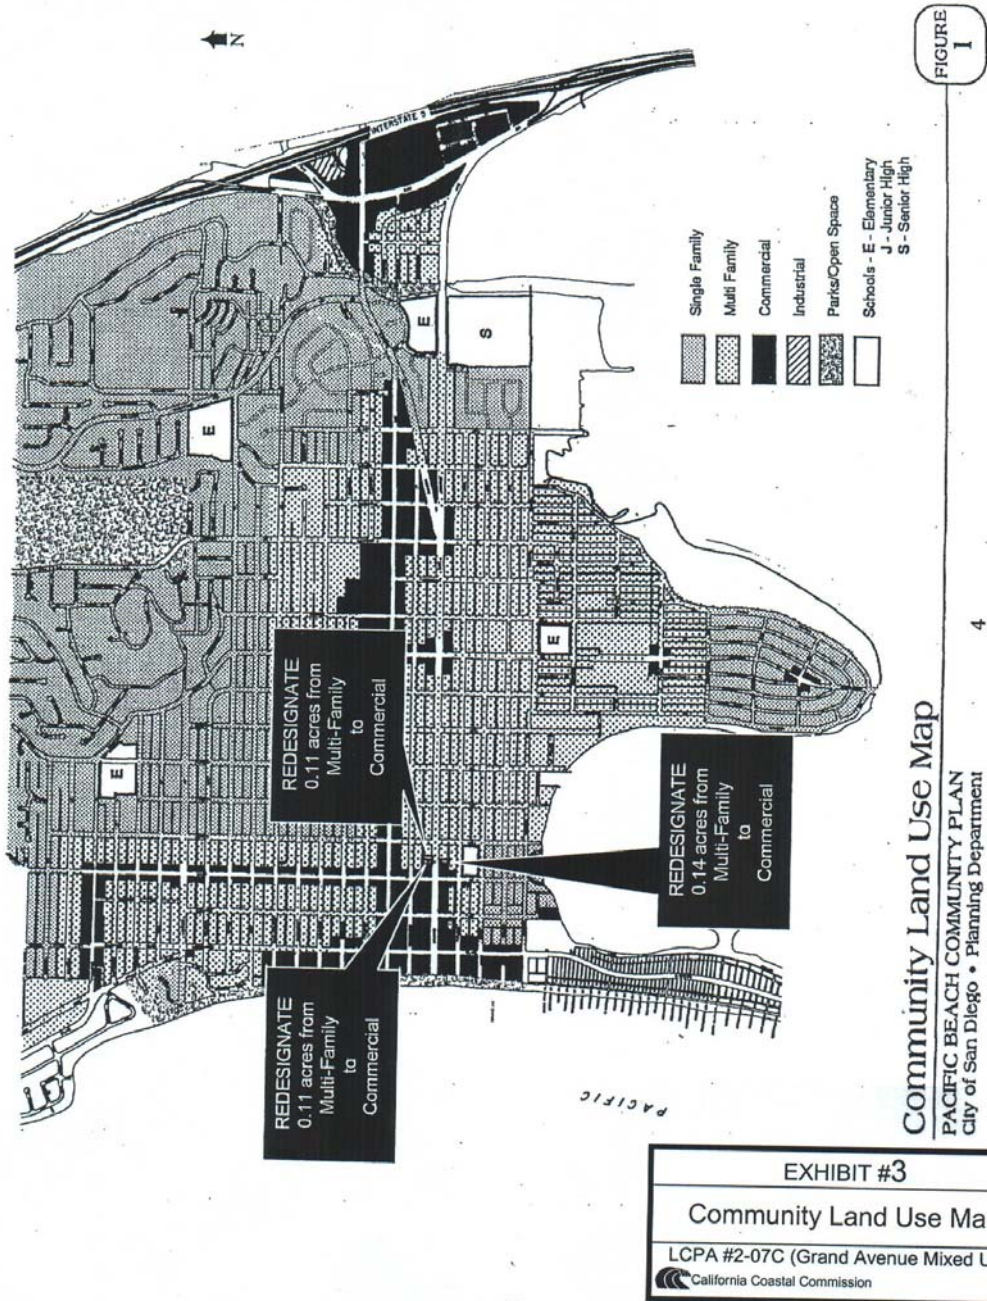 N
FIGURE
1
INTERSTATE 5
E
E
S
E
E
REDESIGNATE
0.11 acres from
Multi-Family
to
Commercial
REDESIGNATE
0.11 acres from
Multi-Family
to
Commercial
REDESIGNATE
0.14 acres from
Multi-Family
to
Commercial
Single Family
Multi Family
Commercial
Industrial
Parks/Open Space
Schools - E - Elementary
J - Junior High
S - Senior High
PACIFIC
Community Land Use Map
PACIFIC BEACH COMMUNITY PLAN
City of San Diego • Planning Department
4
EXHIBIT #3
Community Land Use Ma
LCPA #2-07C (Grand Avenue Mixed U
California Coastal Commission